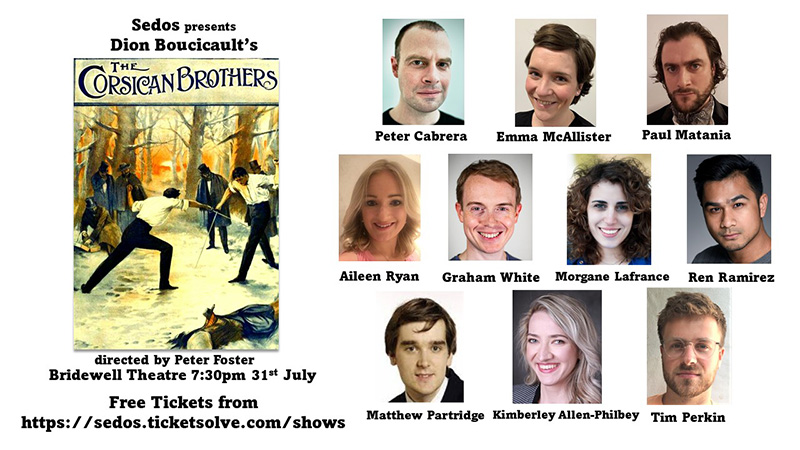 Sedos presents
Dion Boucicault's
THE
CORSICAN BROTHERS
directed by Peter Foster
Bridewell Theatre 7:30pm 31st July
Free Tickets from
https://sedos.ticketsolve.com/shows
Peter Cabrera
Emma McAllister
Paul Matania
Aileen Ryan
Graham White
Morgane Lafrance
Ren Ramirez
Matthew Partridge
Kimberley Allen-Philbey
Tim Perkin